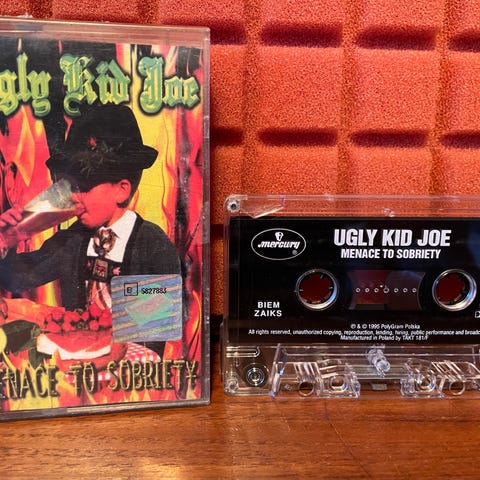 gly Kid Joe
E 5827883
ENACE TO SOBRIETY
mercury
UGLY KID JOE
MENACE TO SOBRIETY
BIEM
ZAIKS
℗ & © 1995 PolyGram Polska
All rights reserved, unauthorized copying, reproduction, lending, hiring, public performance and broadc
Manufactured in Poland by TAKT 181/F